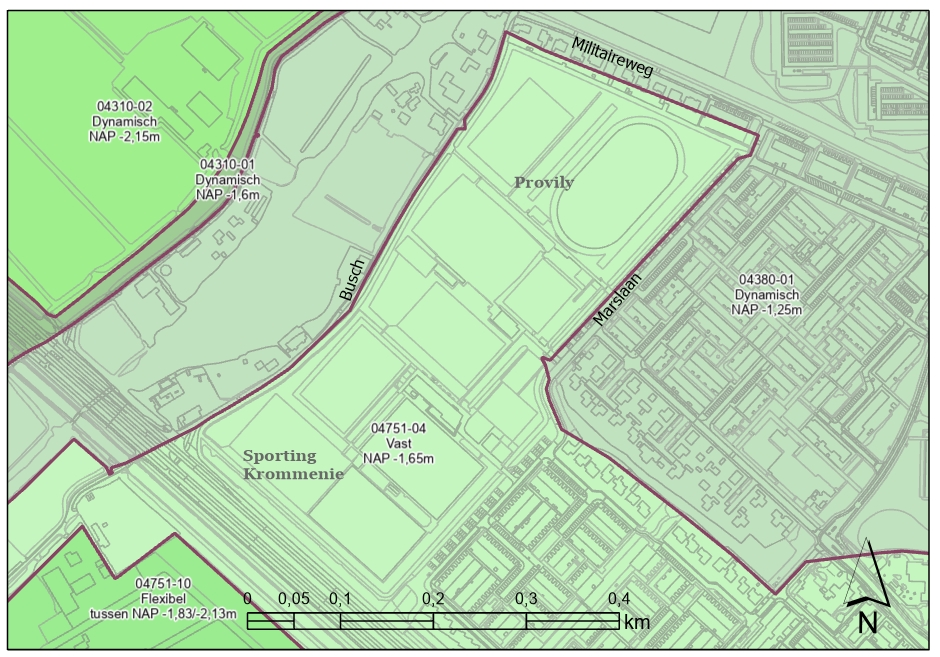 Militaireweg
04310-02
Dynamisch
NAP -2,15m
04310-01
Dynamisch
NAP -1,6m
Provily
Busch
Marslaan
04380-01
Dynamisch
NAP -1,25m
04751-04
Vast
NAP -1,65m
Sporting
Krommenie
04751-10
Flexibel
tussen NAP -1,83/-2,13m
0 0,05 0,1 0,2 0,3 0,4
km
N